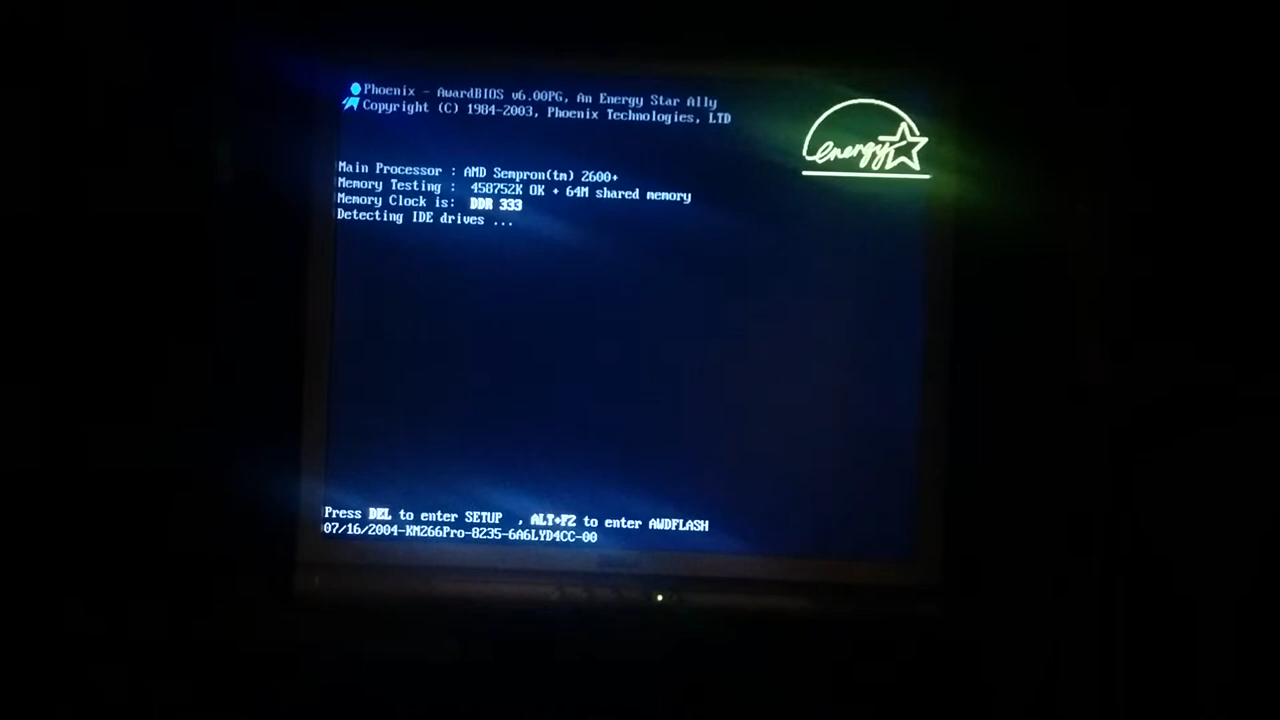 Phoenix - AwardBIOS v6.00PG, An Energy Star Ally
Copyright (C) 1984-2003, Phoenix Technologies, LTD
energy
Main Processor : AMD Sempron(tm) 2600+
Memory Testing : 458752K OK + 64M shared memory
Memory Clock is: DDR 333
Detecting IDE drives ...
Press DEL to enter SETUP , ALT+F2 to enter AWDFLASH
07/16/2004-KM266Pro-8235-6A6LYD4CC-00